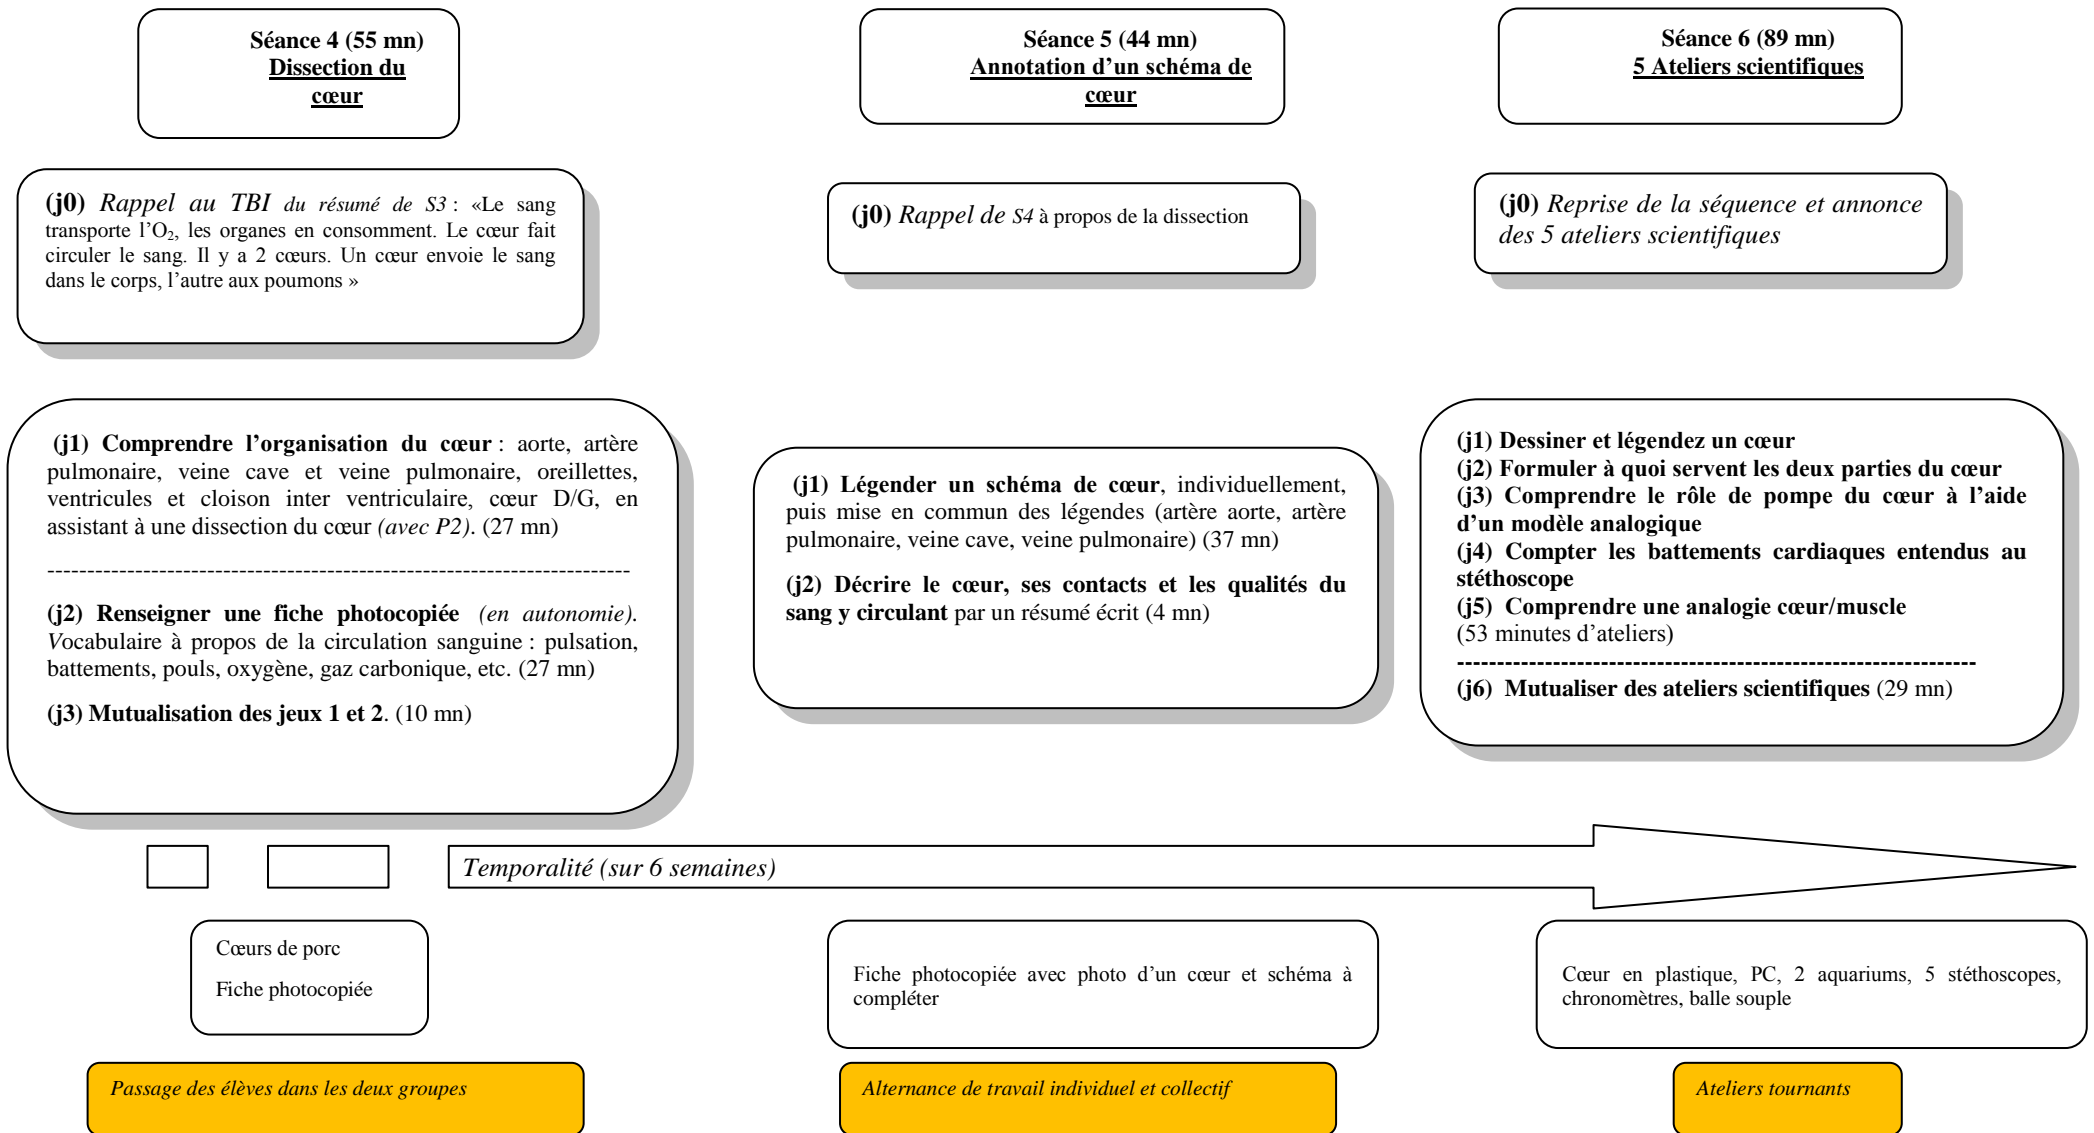 Séance 4 (55 mn)
Dissection du
cœur
Séance 5 (44 mn)
Annotation d’un schéma de
cœur
Séance 6 (89 mn)
5 Ateliers scientifiques
(j0) Rappel au TBI du résumé de S3 : «Le sang
transporte l’O₂, les organes en consomment. Le cœur fait
circuler le sang. Il y a 2 cœurs. Un cœur envoie le sang
dans le corps, l’autre aux poumons »
(j0) Rappel de S4 à propos de la dissection
(j0) Reprise de la séquence et annonce
des 5 ateliers scientifiques
(j1) Comprendre l’organisation du cœur : aorte, artère
pulmonaire, veine cave et veine pulmonaire, oreillettes,
ventricules et cloison inter ventriculaire, cœur D/G, en
assistant à une dissection du cœur (avec P2). (27 mn)
-------------------------------------------------------------------------
(j2) Renseigner une fiche photocopiée (en autonomie).
Vocabulaire à propos de la circulation sanguine : pulsation,
battements, pouls, oxygène, gaz carbonique, etc. (27 mn)
(j3) Mutualisation des jeux 1 et 2. (10 mn)
(j1) Légender un schéma de cœur, individuellement,
puis mise en commun des légendes (artère aorte, artère
pulmonaire, veine cave, veine pulmonaire) (37 mn)
(j2) Décrire le cœur, ses contacts et les qualités du
sang y circulant par un résumé écrit (4 mn)
(j1) Dessiner et légendez un cœur
(j2) Formuler à quoi servent les deux parties du cœur
(j3) Comprendre le rôle de pompe du cœur à l’aide
d’un modèle analogique
(j4) Compter les battements cardiaques entendus au
stéthoscope
(j5) Comprendre une analogie cœur/muscle
(53 minutes d’ateliers)
-----------------------------------------------------------------
(j6) Mutualiser des ateliers scientifiques (29 mn)
Temporalité (sur 6 semaines)
Cœurs de porc
Fiche photocopiée
Fiche photocopiée avec photo d’un cœur et schéma à
compléter
Cœur en plastique, PC, 2 aquariums, 5 stéthoscopes,
chronomètres, balle souple
Passage des élèves dans les deux groupes
Alternance de travail individuel et collectif
Ateliers tournants